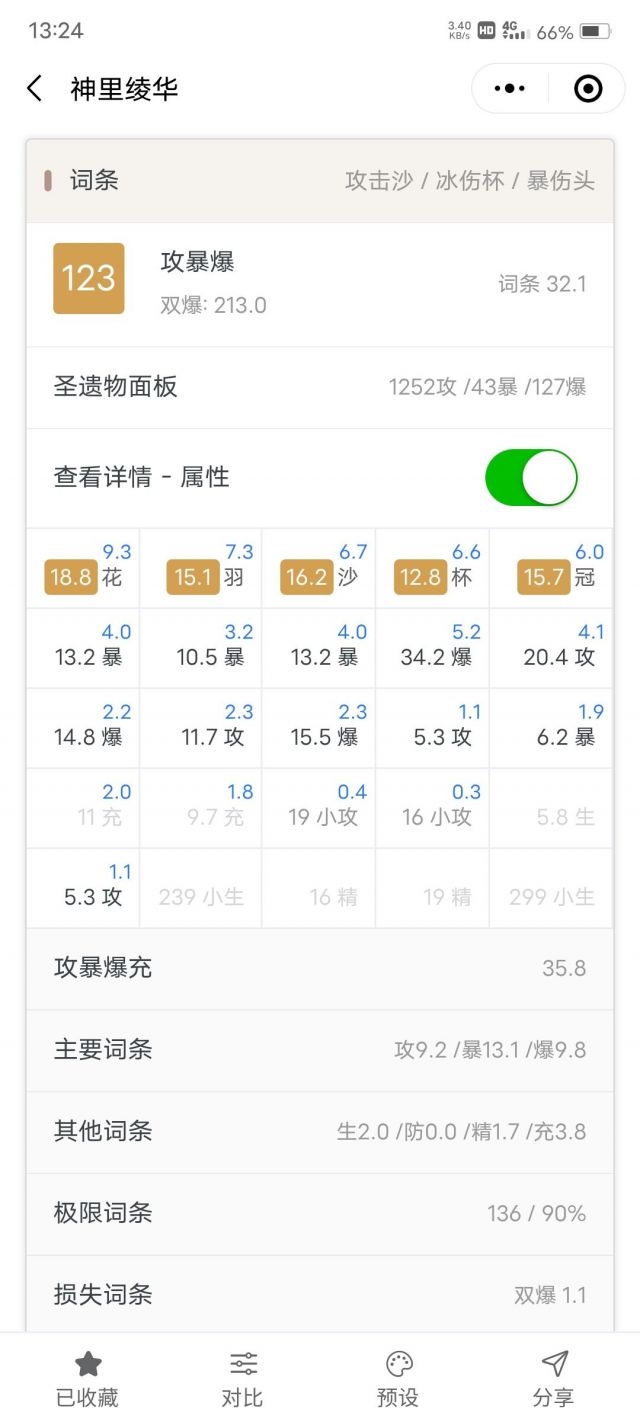 13:24
3.40 KB/s HD 4G 66%
神里绫华
词条 攻击沙 / 冰伤杯 / 暴伤头
123 攻暴爆 词条 32.1
双爆: 213.0
圣遗物面板 1252攻 /43暴 /127爆
查看详情 - 属性
9.3 7.3 6.7 6.6 6.0
18.8 花 15.1 羽 16.2 沙 12.8 杯 15.7 冠
4.0 3.2 4.0 5.2 4.1
13.2 暴 10.5 暴 13.2 暴 34.2 爆 20.4 攻
2.2 2.3 2.3 1.1 1.9
14.8 爆 11.7 攻 15.5 爆 5.3 攻 6.2 暴
2.0 1.8 0.4 0.3
11 充 9.7 充 19 小攻 16 小攻 5.8 生
1.1
5.3 攻 239 小生 16 精 19 精 299 小生
攻暴爆充 35.8
主要词条 攻9.2 /暴13.1 /爆9.8
其他词条 生2.0 /防0.0 /精1.7 /充3.8
极限词条 136 / 90%
损失词条 双爆 1.1
已收藏 对比 预设 分享